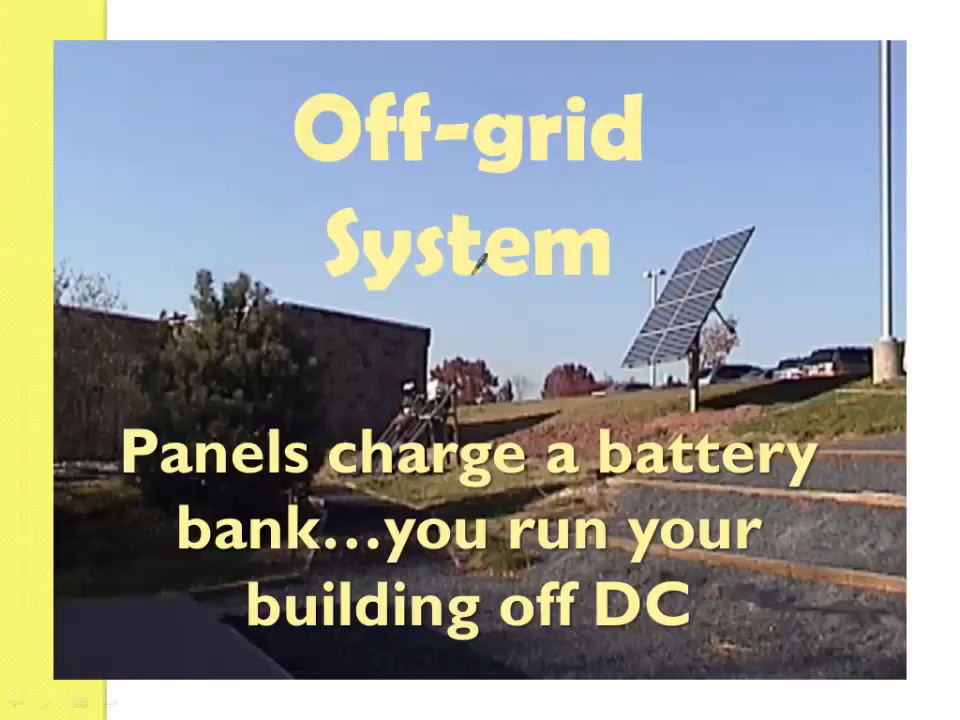 Off-grid
System
Panels charge a battery
bank…you run your
building off DC